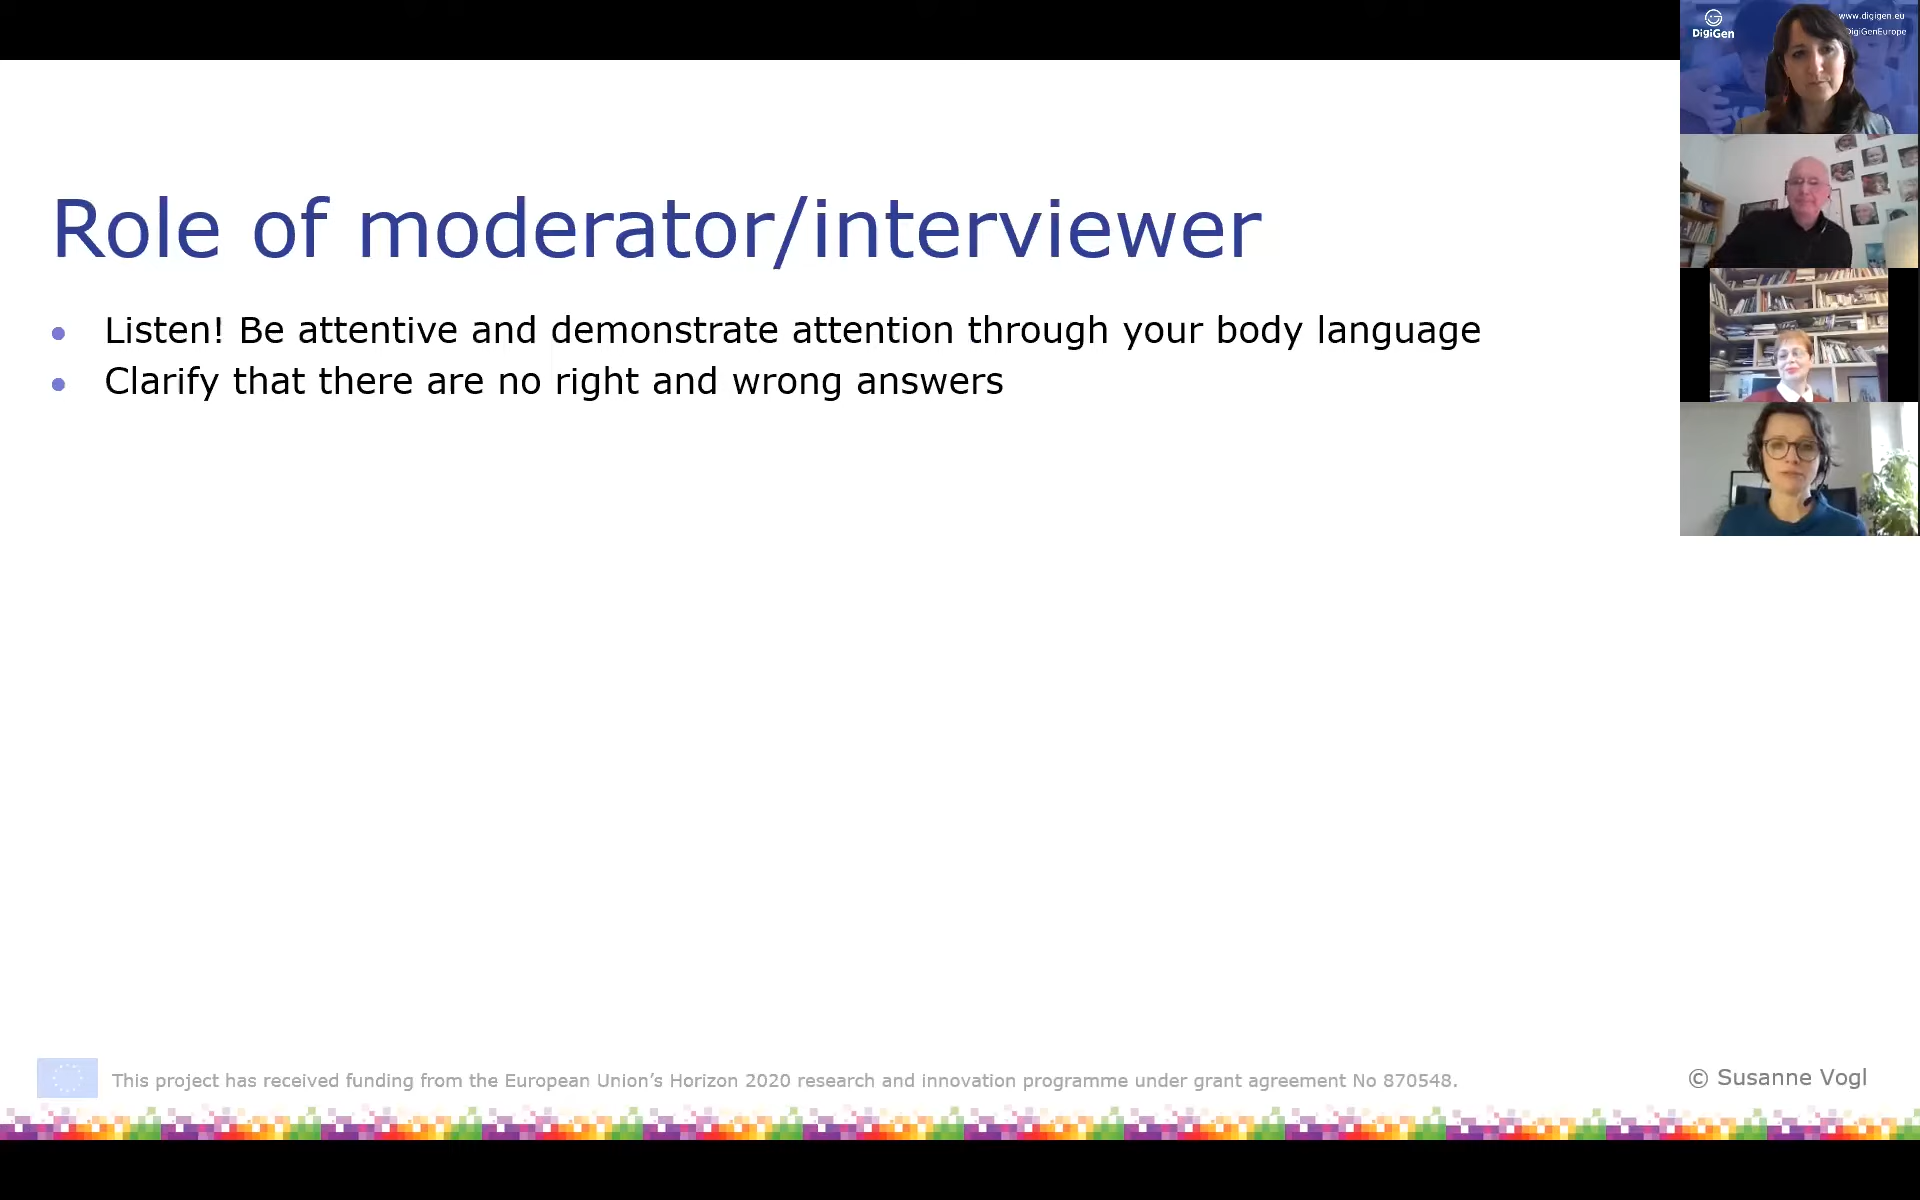 DigiGen
www.digigen.eu
DigiGenEurope
Role of moderator/interviewer
Listen! Be attentive and demonstrate attention through your body language
Clarify that there are no right and wrong answers
This project has received funding from the European Union’s Horizon 2020 research and innovation programme under grant agreement No 870548.
© Susanne Vogl